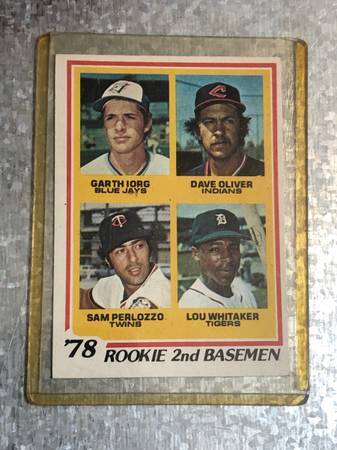 GARTH IORG
BLUE JAYS
DAVE OLIVER
INDIANS
SAM PERLOZZO
TWINS
LOU WHITAKER
TIGERS
'78 ROOKIE 2nd BASEMEN